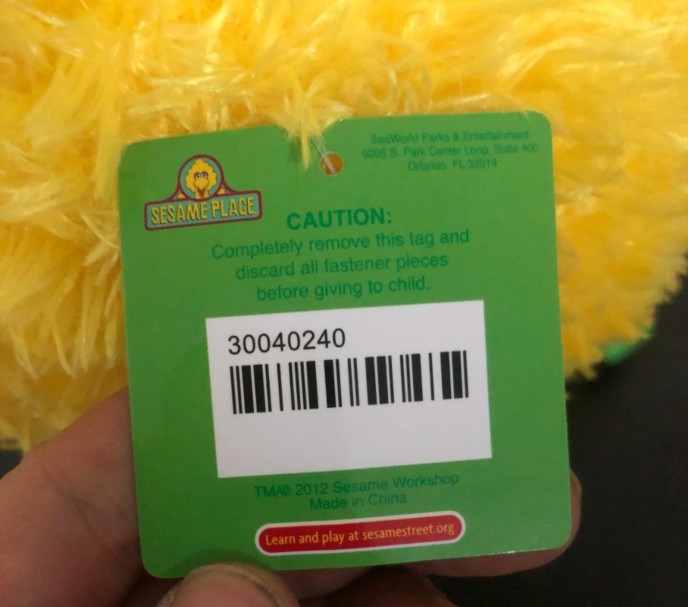 SeaWorld Parks & Entertainment
9205 S. Park Center Loop, Suite 400
Orlando, FL 32819
SESAME PLACE
CAUTION:
Completely remove this tag and
discard all fastener pieces
before giving to child.
30040240
TM/© 2012 Sesame Workshop
Made in China
Learn and play at sesamestreet.org